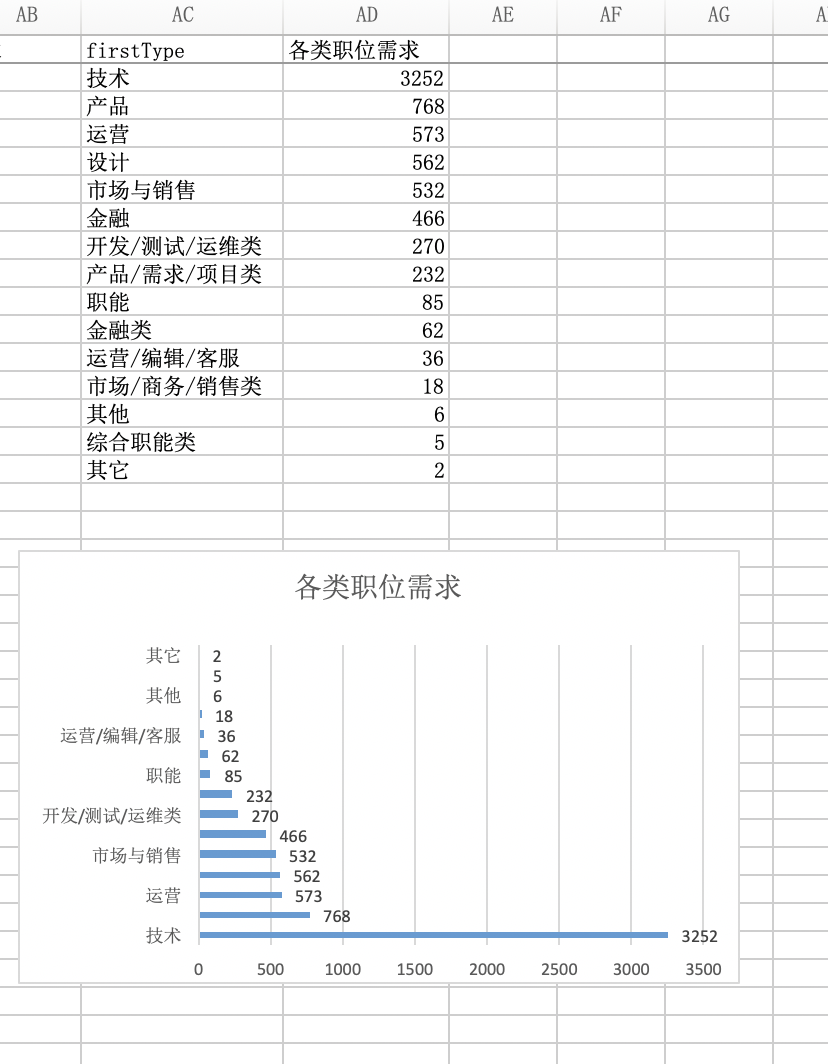 AB AC AD AE AF AG
firstType 各类职位需求
技术 3252
产品 768
运营 573
设计 562
市场与销售 532
金融 466
开发/测试/运维类 270
产品/需求/项目类 232
职能 85
金融类 62
运营/编辑/客服 36
市场/商务/销售类 18
其他 6
综合职能类 5
其它 2
各类职位需求
其它 2
5
其他 6
18
运营/编辑/客服 36
62
职能 85
232
开发/测试/运维类 270
466
市场与销售 532
562
运营 573
768
技术 3252
0 500 1000 1500 2000 2500 3000 3500